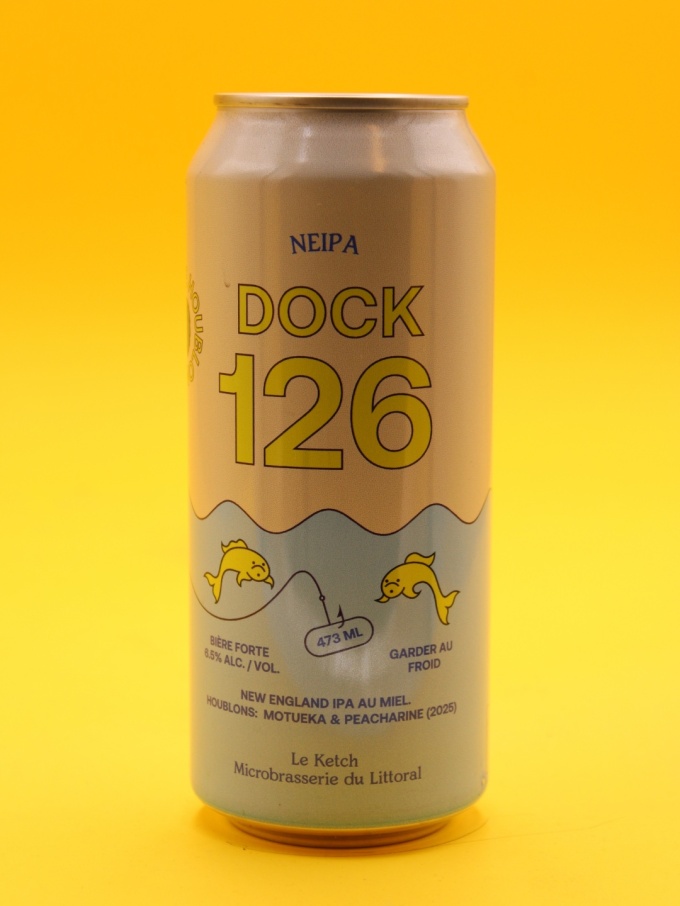 NEIPA
DOCK
126
473 ML
BIÈRE FORTE
6.5% ALC. / VOL.
GARDER AU
FROID
NEW ENGLAND IPA AU MIEL.
HOUBLONS: MOTUEKA & PEACHARINE (2025)
Le Ketch
Microbrasserie du Littoral